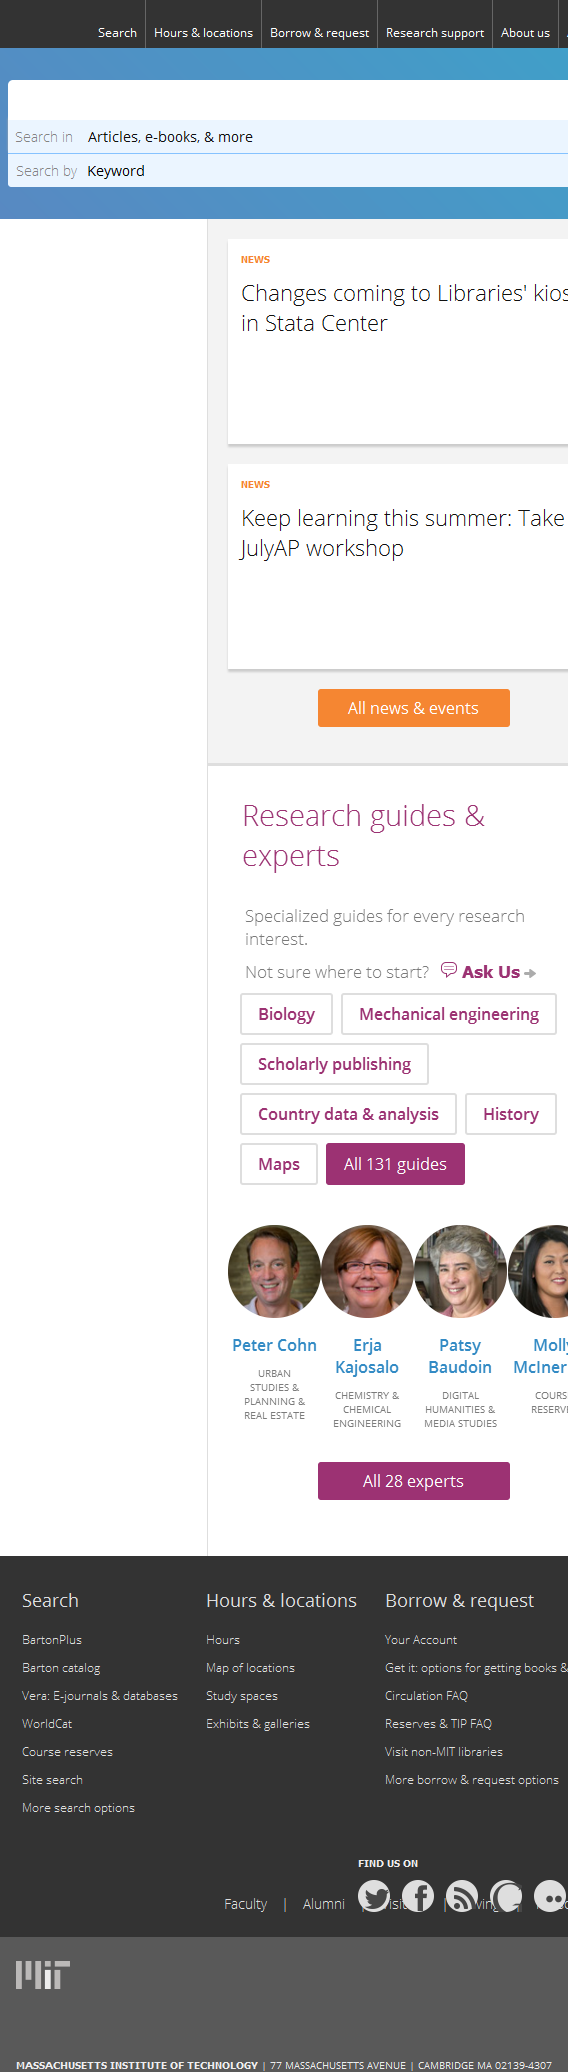 Search Hours & locations Borrow & request Research support About us
Search in Articles, e-books, & more
Search by Keyword
NEWS
Changes coming to Libraries'
in Stata Center
NEWS
Keep learning this summer: Take
JulyAP workshop
All news & events
Research guides &
experts
Specialized guides for every research
interest.
Not sure where to start? Ask Us
Biology Mechanical engineering
Scholarly publishing
Country data & analysis History
Maps All 131 guides
Peter Cohn
URBAN
STUDIES &
PLANNING &
REAL ESTATE
Erja
Kajosalo
CHEMISTRY &
CHEMICAL
ENGINEERING
Patsy
Baudoin
DIGITAL
HUMANITIES &
MEDIA STUDIES
All 28 experts
Search
BartonPlus
Barton catalog
Vera: E-journals & databases
WorldCat
Course reserves
Site search
More search options
Hours & locations
Hours
Map of locations
Study spaces
Exhibits & galleries
Borrow & request
Your Account
Get it: options for getting books &
Circulation FAQ
Reserves & TIP FAQ
Visit non-MIT libraries
More borrow & request options
FIND US ON
Faculty | Alumni |
MIT
MASSACHUSETTS INSTITUTE OF TECHNOLOGY | 77 MASSACHUSETTS AVENUE | CAMBRIDGE MA 02139-4307